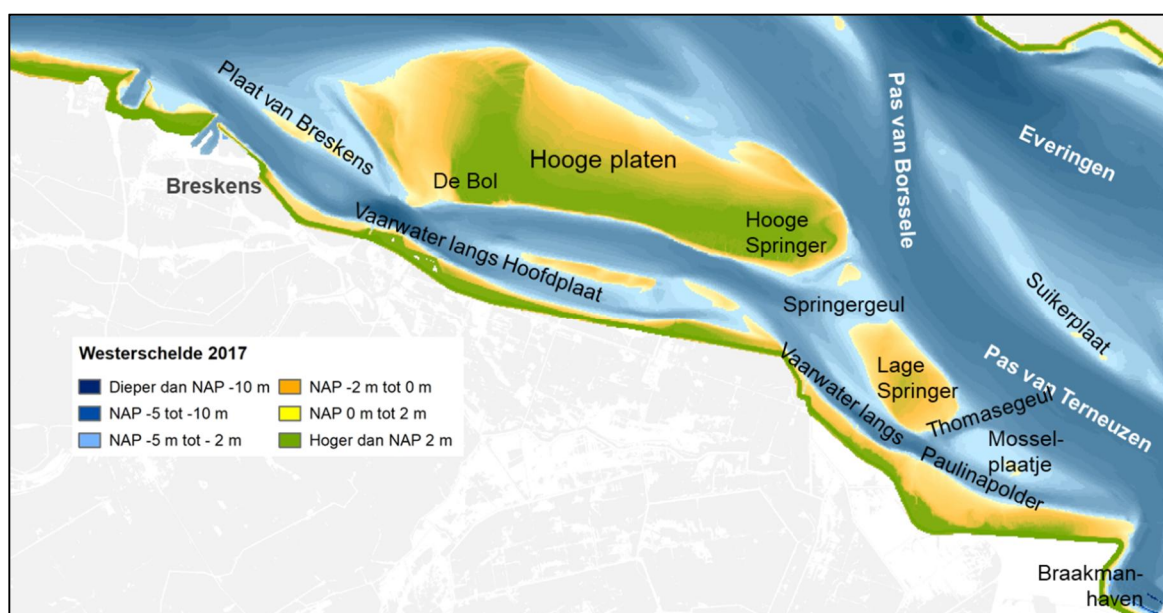 Plaat van Breskens
Breskens
De Bol
Hooge platen
Hooge
Springer
Pas van Borssele
Everingen
Vaarwater langs Hoofdplaat
Springergeul
Suikerplaat
Lage
Springer
Pas van Terneuzen
Vaarwater langs
Paulinapolder
Thomasegeul
Mossel-
plaatje
Braakman-
haven
Westerschelde 2017
Dieper dan NAP -10 m
NAP -5 tot -10 m
NAP -5 m tot - 2 m
NAP -2 m tot 0 m
NAP 0 m tot 2 m
Hoger dan NAP 2 m